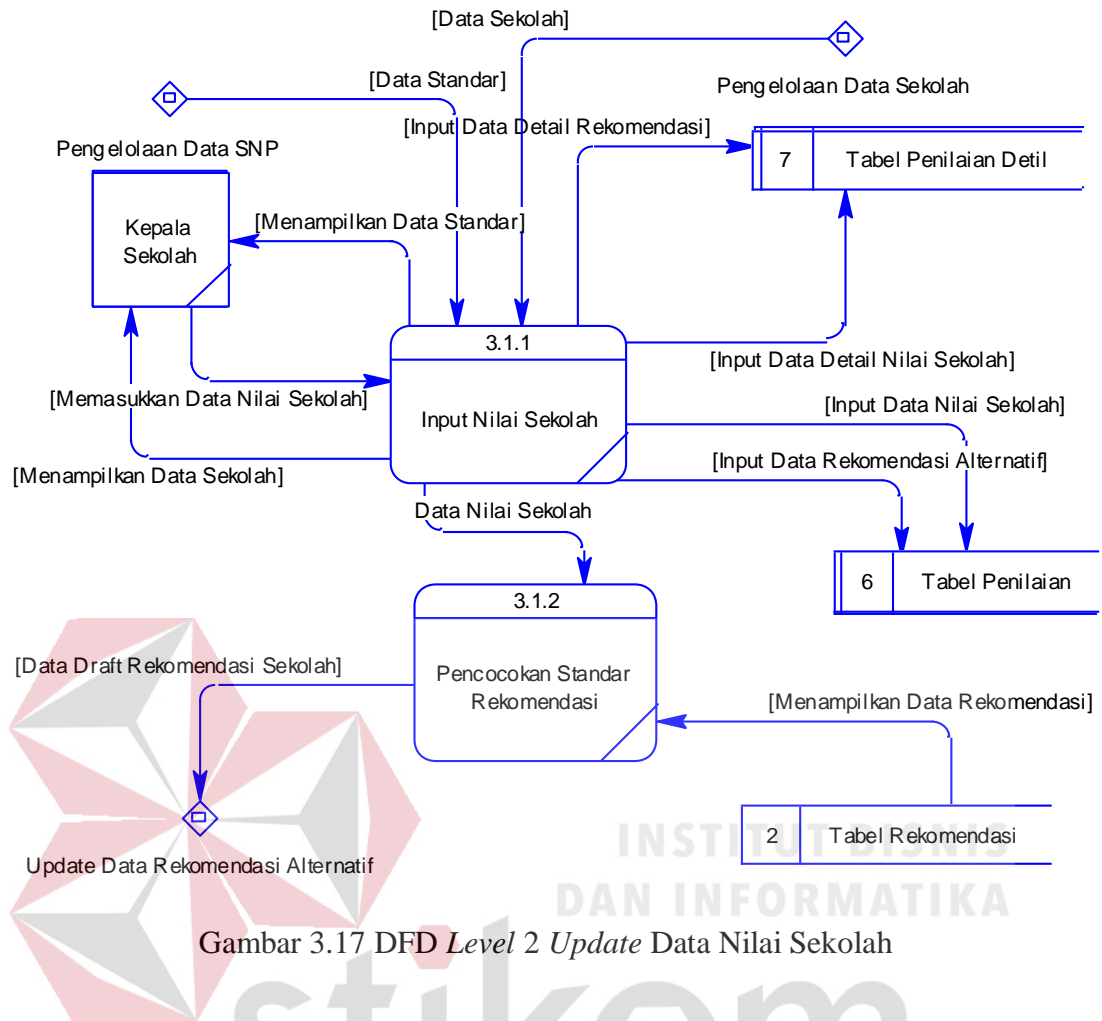 [Data Sekolah]
[Data Standar]
Pengelolaan Data Sekolah
[Input Data Detail Rekomendasi]
Pengelolaan Data SNP
7
Tabel Penilaian Detil
Kepala
Sekolah
[Menampilkan Data Standar]
3.1.1
[Input Data Detail Nilai Sekolah]
[Memasukkan Data Nilai Sekolah]
Input Nilai Sekolah
[Input Data Nilai Sekolah]
[Menampilkan Data Sekolah]
[Input Data Rekomendasi Alternatif]
Data Nilai Sekolah
6
Tabel Penilaian
3.1.2
[Data Draft Rekomendasi Sekolah]
Pencocokan Standar
Rekomendasi
[Menampilkan Data Rekomendasi]
2
Tabel Rekomendasi
INSTITUT BISNIS
Update Data Rekomendasi Alternatif
DAN INFORMATIKA
Gambar 3.17 DFD Level 2 Update Data Nilai Sekolah
stikom